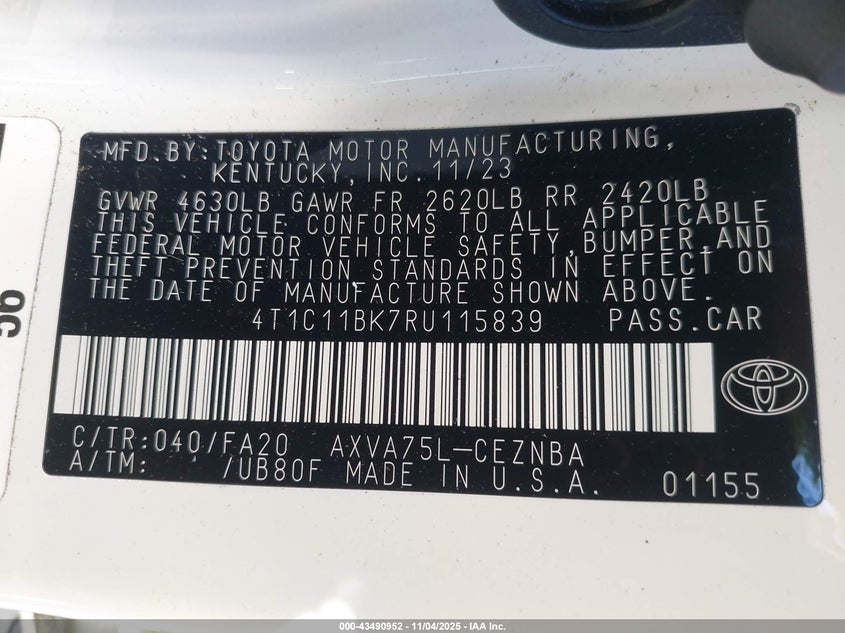 MFD.BY:TOYOTA MOTOR MANUFACTURING,
KENTUCKY,INC. 11/23
GVWR 4630LB GAWR FR 2620LB RR 2420LB
THIS VEHICLE CONFORMS TO ALL APPLICABLE
FEDERAL MOTOR VEHICLE SAFETY,BUMPER,AND
THEFT PREVENTION STANDARDS IN EFFECT ON
THE DATE OF MANUFACTURE SHOWN ABOVE.
4T1C11BK7RU115839 PASS.CAR
C/TR:040/FA20 AXVA75L-CEZNBA
A/TM: /UB80F MADE IN U.S.A. 01155
000-43490952 - 11/04/2025 - IAA Inc.